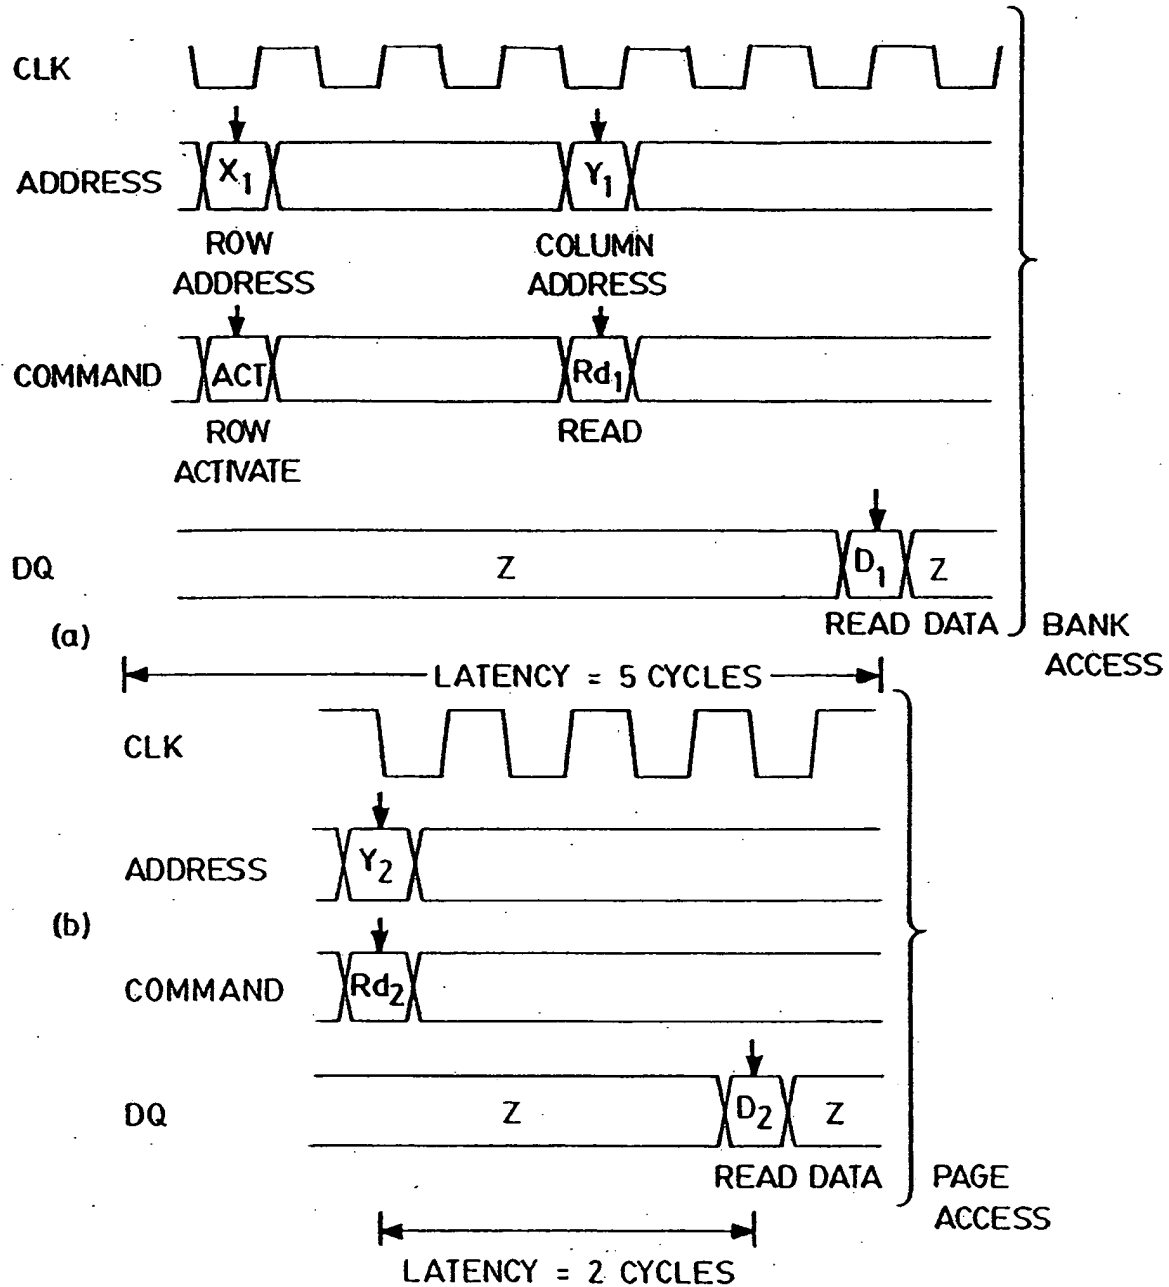 CLK
ADDRESS
X1
Y1
ROW
ADDRESS
COLUMN
ADDRESS
COMMAND
ACT
Rd1
ROW
ACTIVATE
READ
DQ
Z
D1
Z
READ DATA
(a)
BANK
ACCESS
LATENCY = 5 CYCLES
CLK
ADDRESS
Y2
(b)
COMMAND
Rd2
DQ
Z
D2
Z
READ DATA
PAGE
ACCESS
LATENCY = 2 CYCLES